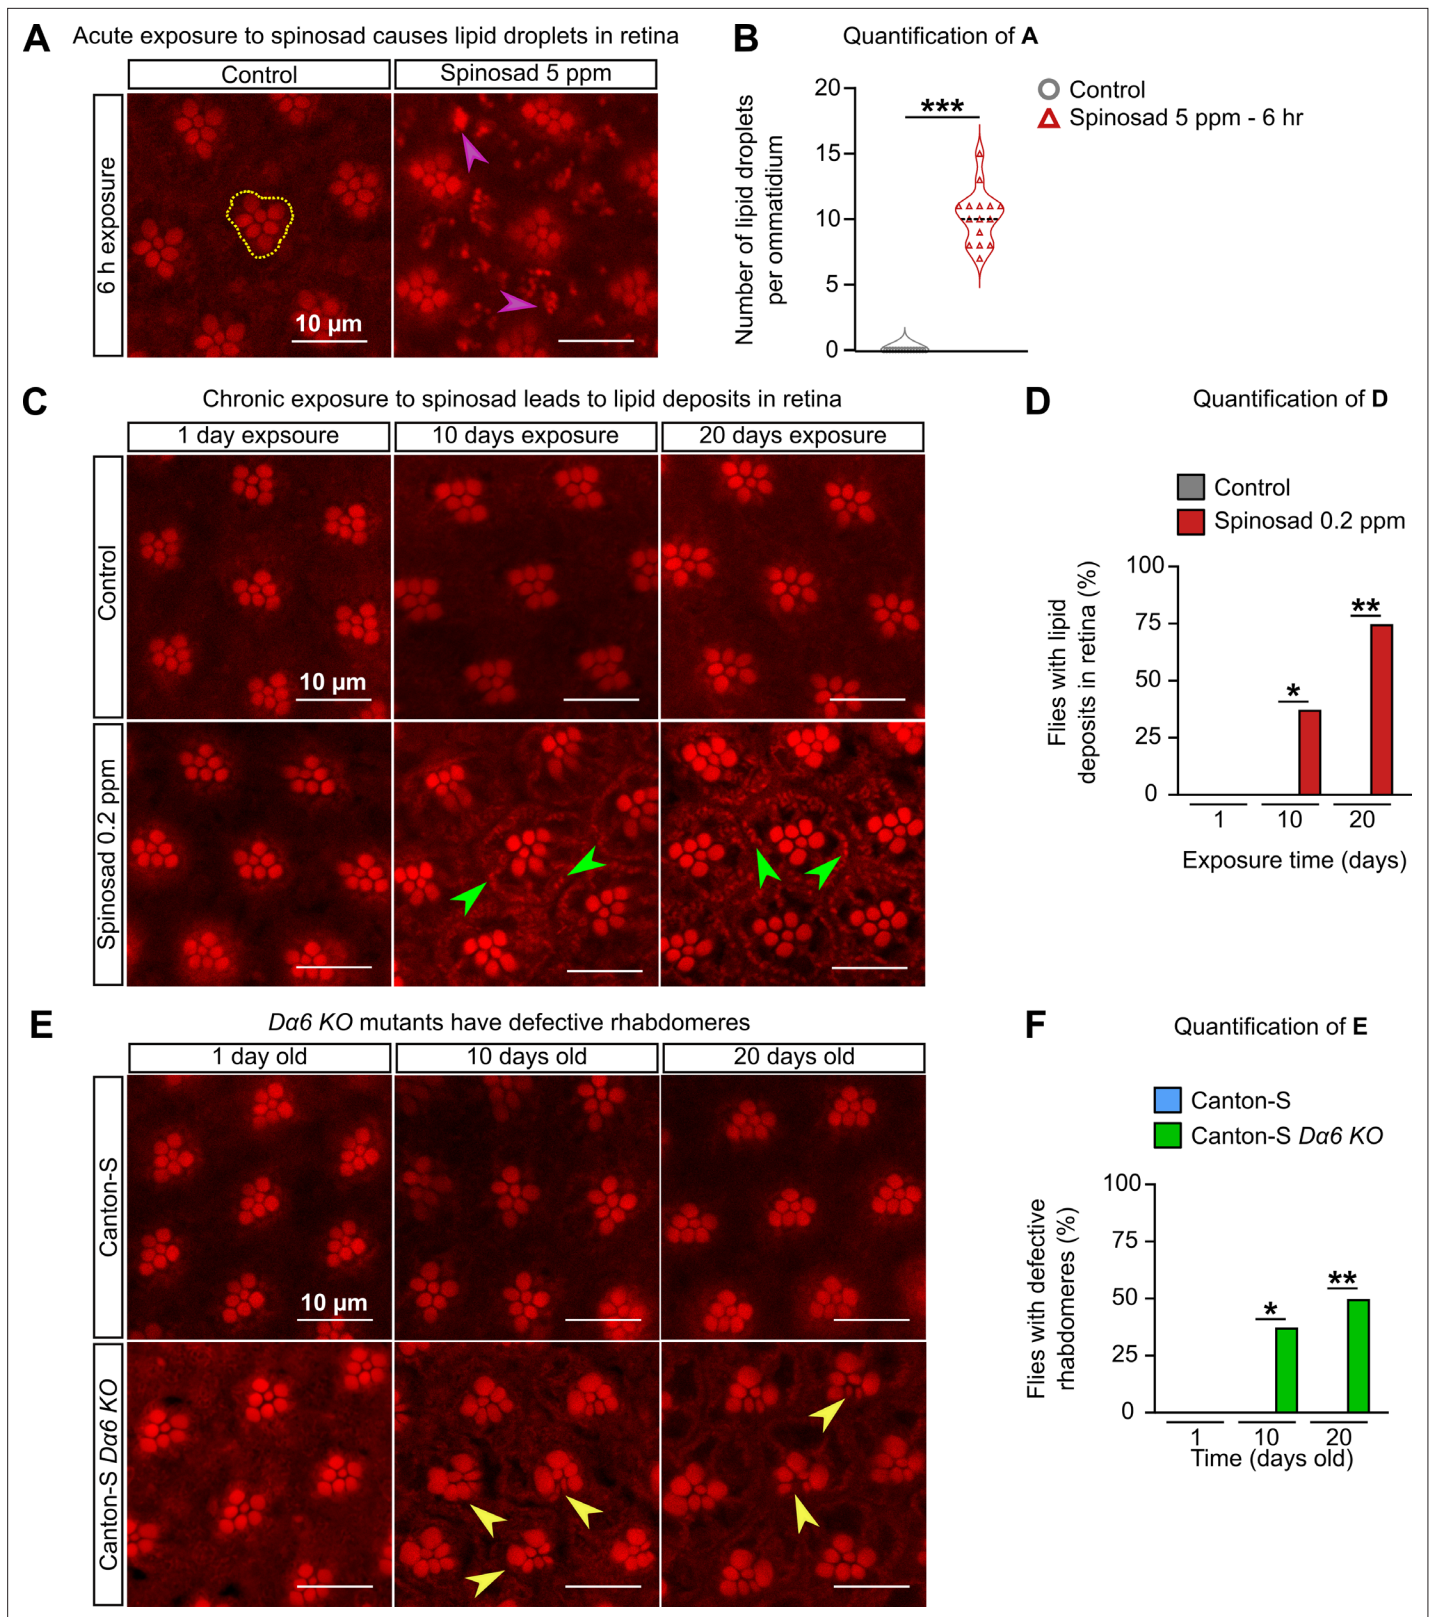 A
Acute exposure to spinosad causes lipid droplets in retina
Control
Spinosad 5 ppm
6 h exposure
10 µm
B
Quantification of A
Control
Spinosad 5 ppm - 6 hr
Number of lipid droplets
per ommatidium
20
15
10
5
0
***
C
Chronic exposure to spinosad leads to lipid deposits in retina
1 day expsoure
10 days exposure
20 days exposure
Control
10 µm
Spinosad 0.2 ppm
D
Quantification of D
Control
Spinosad 0.2 ppm
Flies with lipid
deposits in retina (%)
100
75
50
25
0
*
**
1
10
20
Exposure time (days)
E
Dα6 KO mutants have defective rhabdomeres
1 day old
10 days old
20 days old
Canton-S
10 µm
Canton-S Dα6 KO
F
Quantification of E
Canton-S
Canton-S Dα6 KO
Flies with defective
rhabdomeres (%)
100
75
50
25
0
*
**
1
10
20
Time (days old)